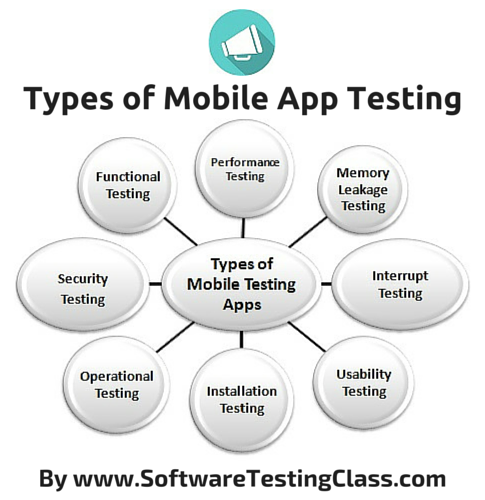 Types of Mobile App Testing
Performance
Testing
Functional
Testing
Memory
Leakage
Testing
Types of
Mobile Testing
Apps
Security
Testing
Interrupt
Testing
Operational
Testing
Installation
Testing
Usability
Testing
By www.SoftwareTestingClass.com